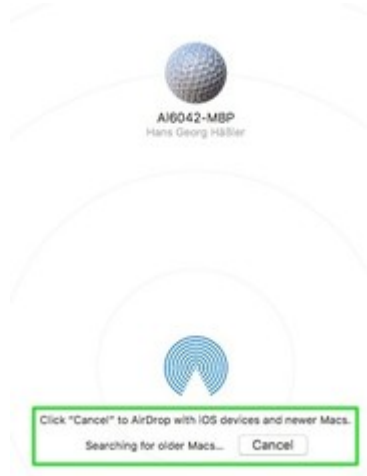 AI6042-MBP
Hans Georg Häßler
Click "Cancel" to AirDrop with iOS devices and newer Macs.
Searching for older Macs... Cancel